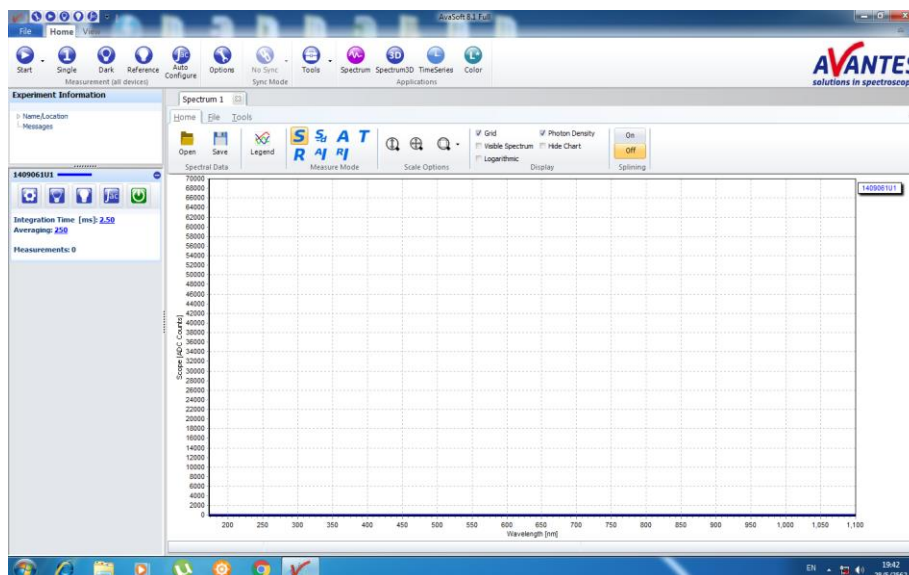 AvaSoft 8.1 Full
File Home View
Start Single Dark Reference Auto Configure Options No Sync Tools Spectrum Spectrum3D TimeSeries Color
Measurement (all devices) Sync Mode Applications
AVANTES
solutions in spectroscopy
Experiment Information
Name/Location
Messages
Spectrum 1
Home File Tools
Open Save Legend S Sd A T
R AI RI
Grid Photon Density
Visible Spectrum Hide Chart
Logarithmic
On
Off
Spectral Data Measure Mode Scale Options Display Splining
1409061U1
Integration Time [ms]: 2.50
Averaging: 250
Measurements: 0
1409061U1
Scope [ADC Counts]
70000
68000
66000
64000
62000
60000
58000
56000
54000
52000
50000
48000
46000
44000
42000
40000
38000
36000
34000
32000
30000
28000
26000
24000
22000
20000
18000
16000
14000
12000
10000
8000
6000
4000
2000
0
200 250 300 350 400 450 500 550 600 650 700 750 800 850 900 950 1,000 1,050 1,100
Wavelength [nm]
EN 19:42